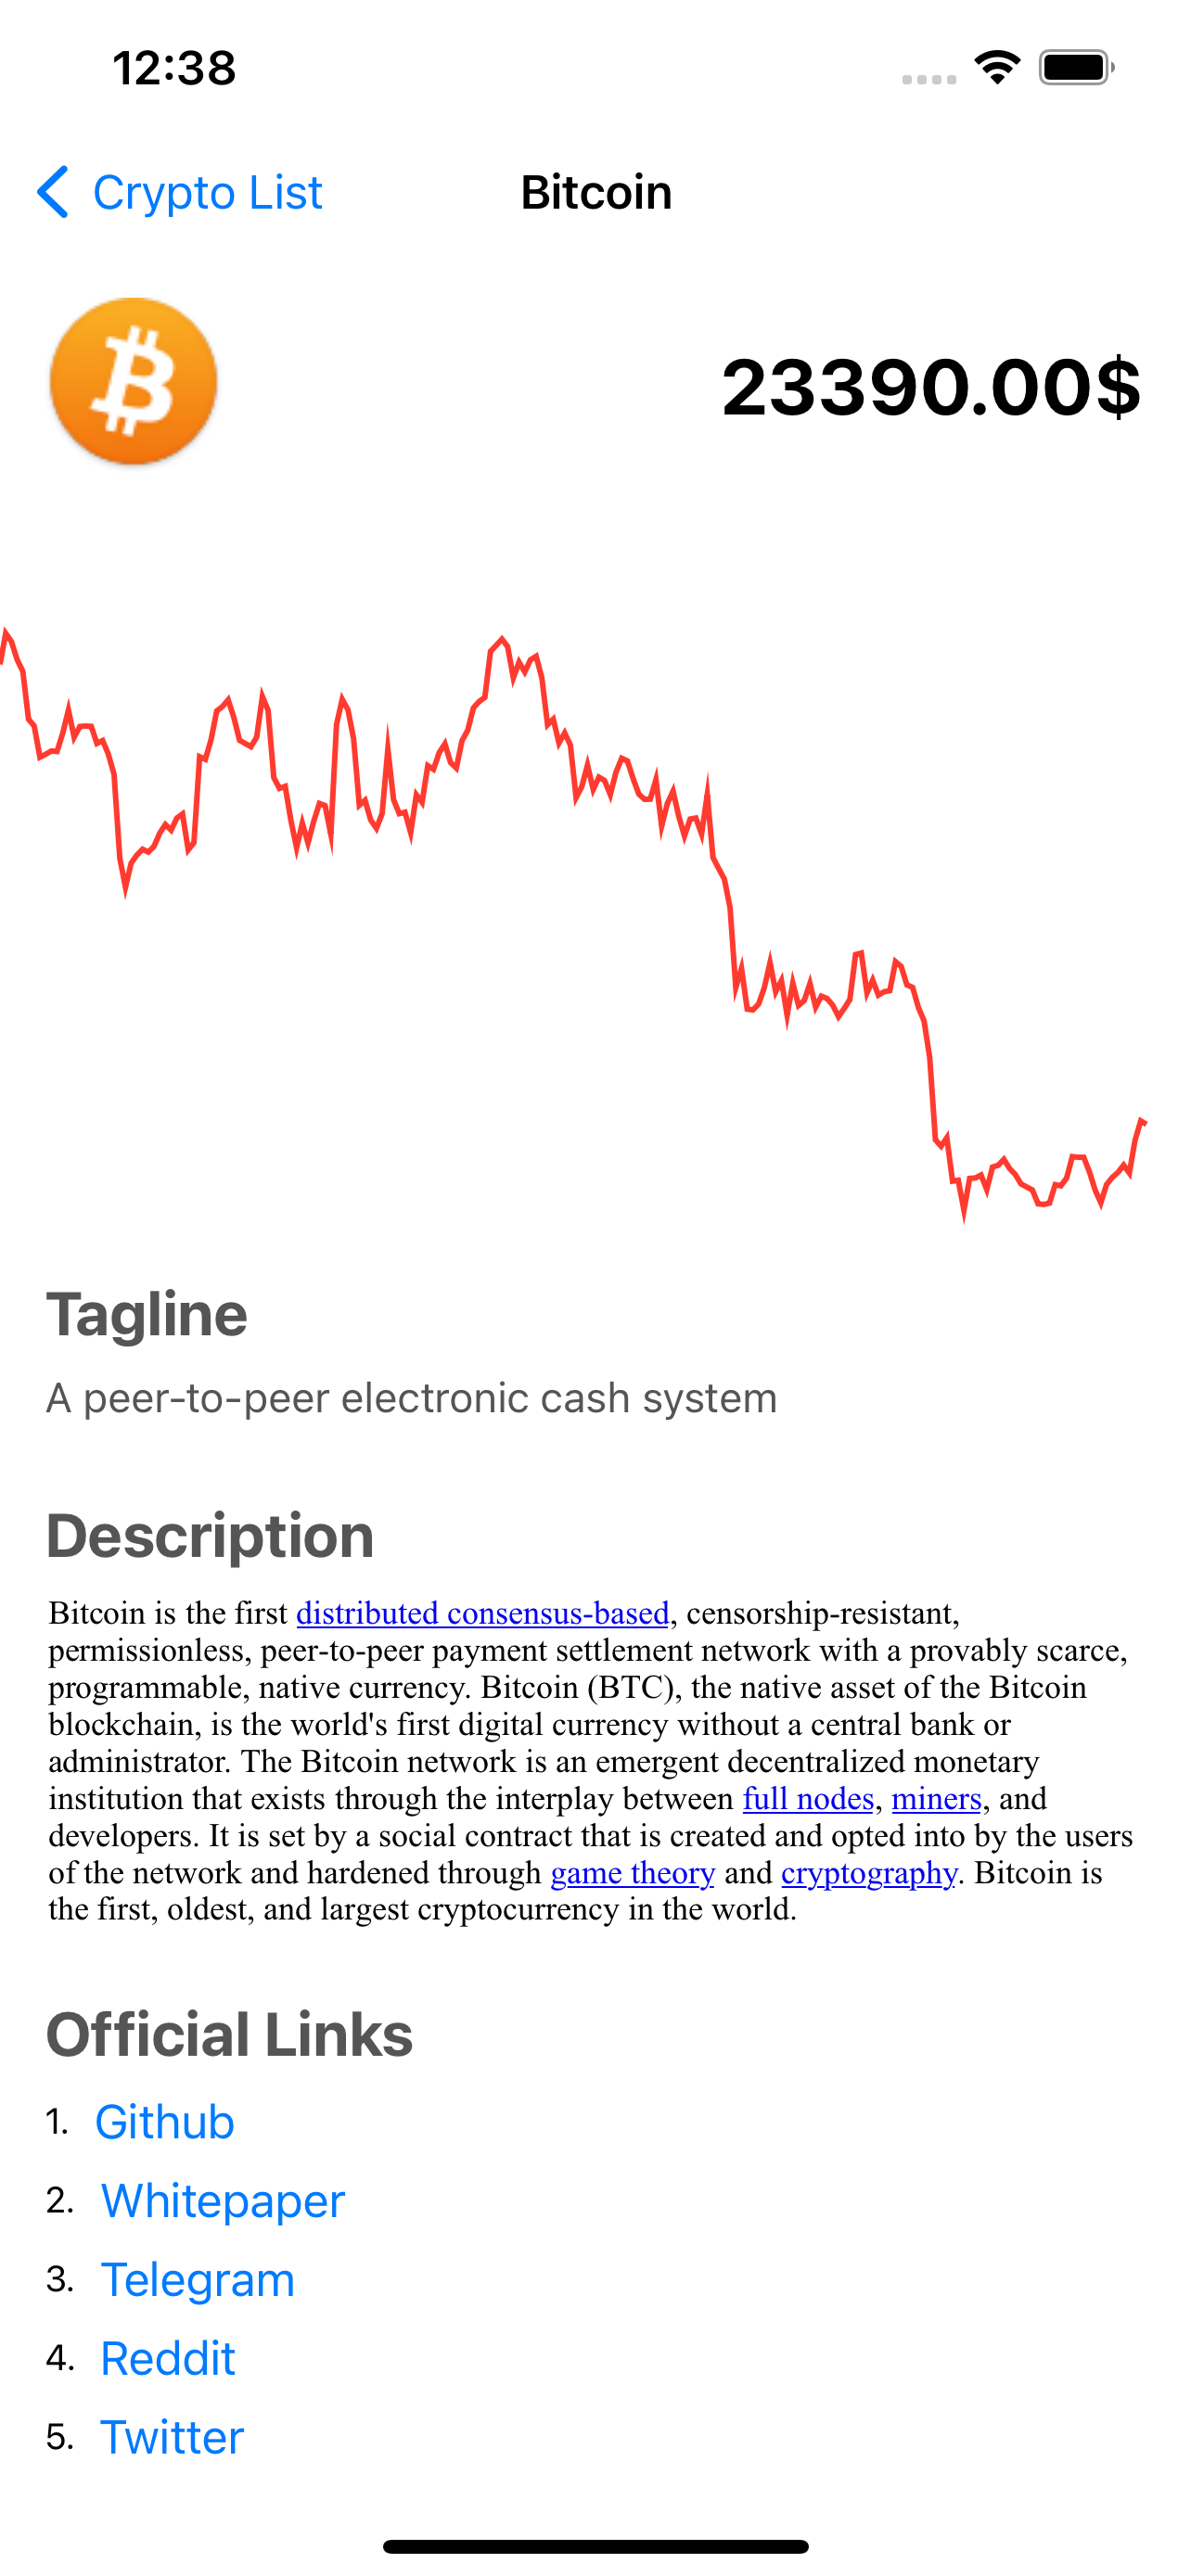 12:38
Crypto List
Bitcoin
23390.00$
Tagline
A peer-to-peer electronic cash system
Description
Bitcoin is the first distributed consensus-based, censorship-resistant,
permissionless, peer-to-peer payment settlement network with a provably scarce,
programmable, native currency. Bitcoin (BTC), the native asset of the Bitcoin
blockchain, is the world's first digital currency without a central bank or
administrator. The Bitcoin network is an emergent decentralized monetary
institution that exists through the interplay between full nodes, miners, and
developers. It is set by a social contract that is created and opted into by the users
of the network and hardened through game theory and cryptography. Bitcoin is
the first, oldest, and largest cryptocurrency in the world.
Official Links
1. Github
2. Whitepaper
3. Telegram
4. Reddit
5. Twitter